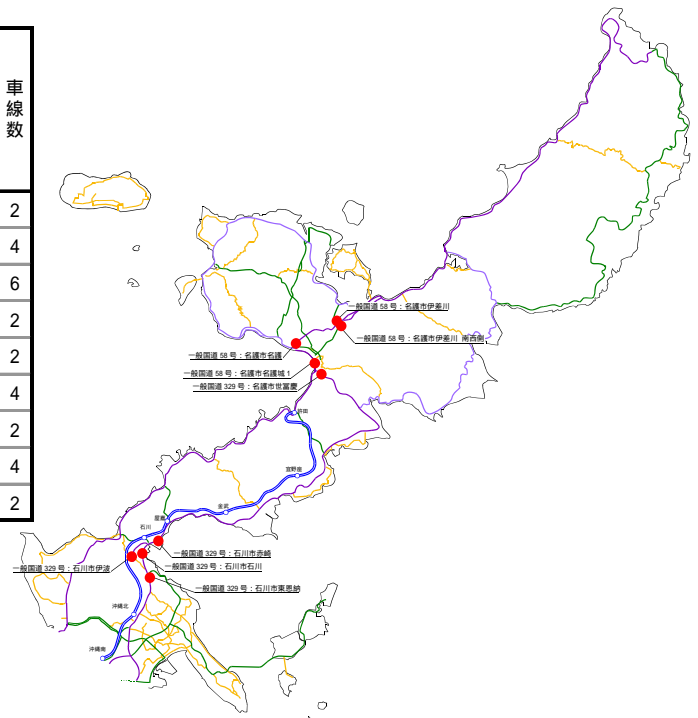 車線数
2
4
6
2
2
4
2
4
2
一般国道 58 号：名護市伊差川
一般国道 58 号：名護市伊差川 南西側
一般国道 58 号：名護市名護
一般国道 58 号：名護市名護城 1
一般国道 329 号：名護市世冨慶
許田
宜野座
金武
屋嘉
石川
一般国道 329 号：石川市赤崎
一般国道 329 号：石川市伊波
一般国道 329 号：石川市石川
一般国道 329 号：石川市東恩納
沖縄北
沖縄南